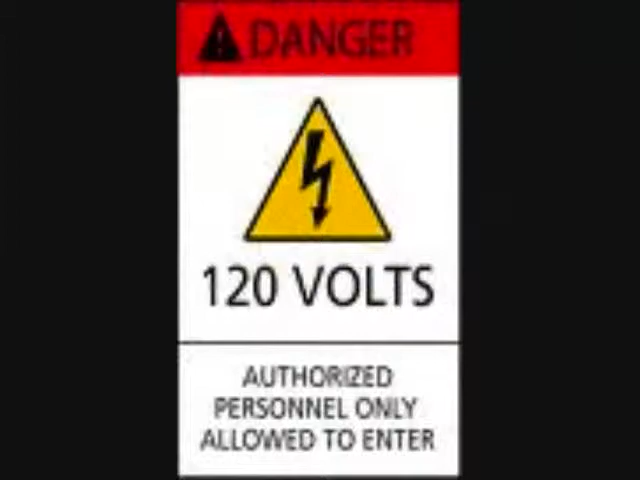 DANGER
120 VOLTS
AUTHORIZED
PERSONNEL ONLY
ALLOWED TO ENTER